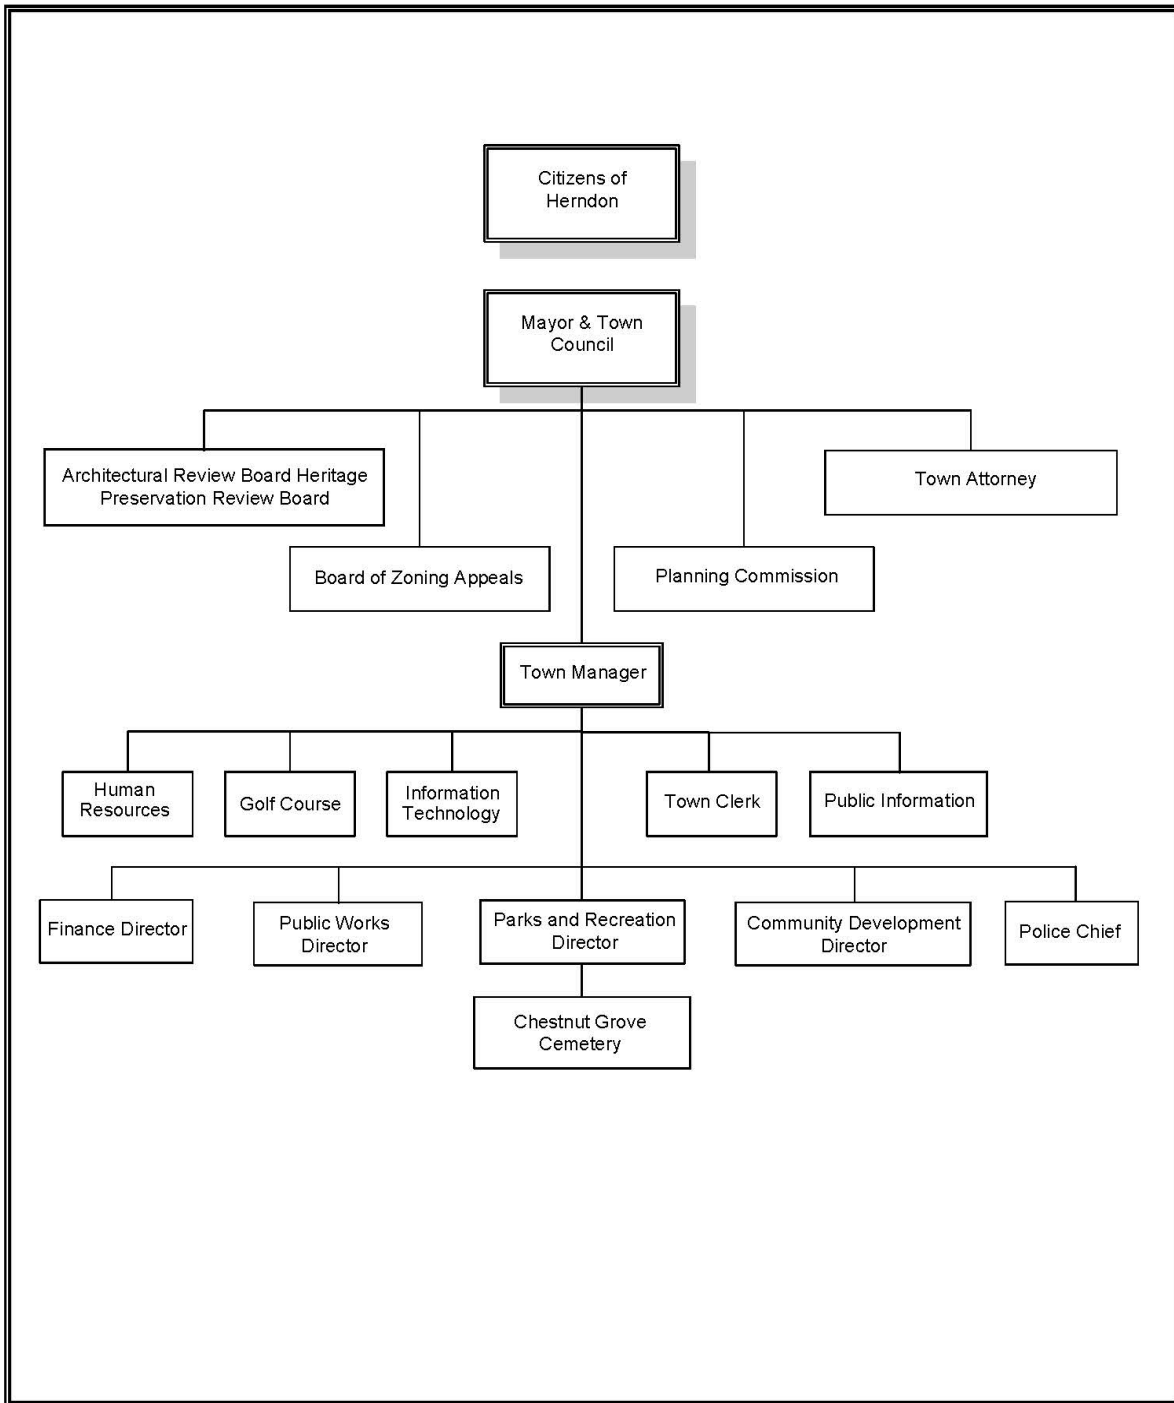 Citizens of
Herndon
Mayor & Town
Council
Architectural Review Board Heritage
Preservation Review Board
Town Attorney
Board of Zoning Appeals
Planning Commission
Town Manager
Human
Resources
Golf Course
Information
Technology
Town Clerk
Public Information
Finance Director
Public Works
Director
Parks and Recreation
Director
Community Development
Director
Police Chief
Chestnut Grove
Cemetery